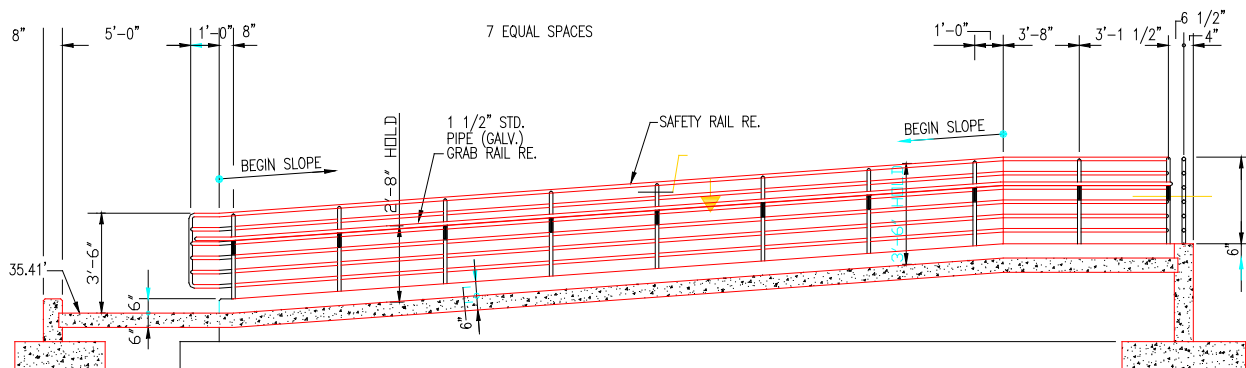 8" 5'-0" 1'-0" 8" 7 EQUAL SPACES 1'-0" 3'-8" 3'-1 1/2" 6 1/2" 4"
1 1/2" STD.
PIPE (GALV.)
GRAB RAIL RE.
SAFETY RAIL RE.
BEGIN SLOPE
BEGIN SLOPE
2'-8" HOLD
3'-6" HOLD
3'-6"
35.41'
6"
6"
6"
6"